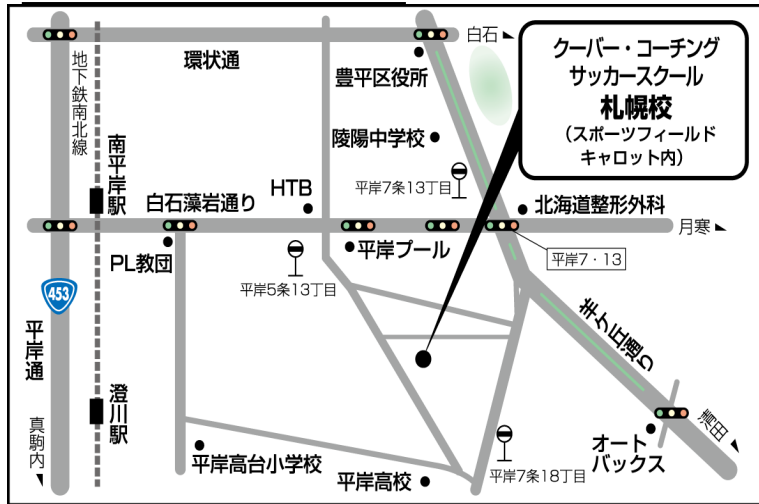 クーバー・コーチング
サッカースクール
札幌校
(スポーツフィールド
キャロット内)
白石
環状通
豊平区役所
地下鉄南北線
陵陽中学校
南平岸駅
平岸7条13丁目
HTB
白石藻岩通り
北海道整形外科
月寒
PL教団
平岸プール
平岸7・13
平岸5条13丁目
453
平岸通
羊ケ丘通り
澄川駅
真駒内
清田
オート
バックス
平岸高台小学校
平岸高校
平岸7条18丁目